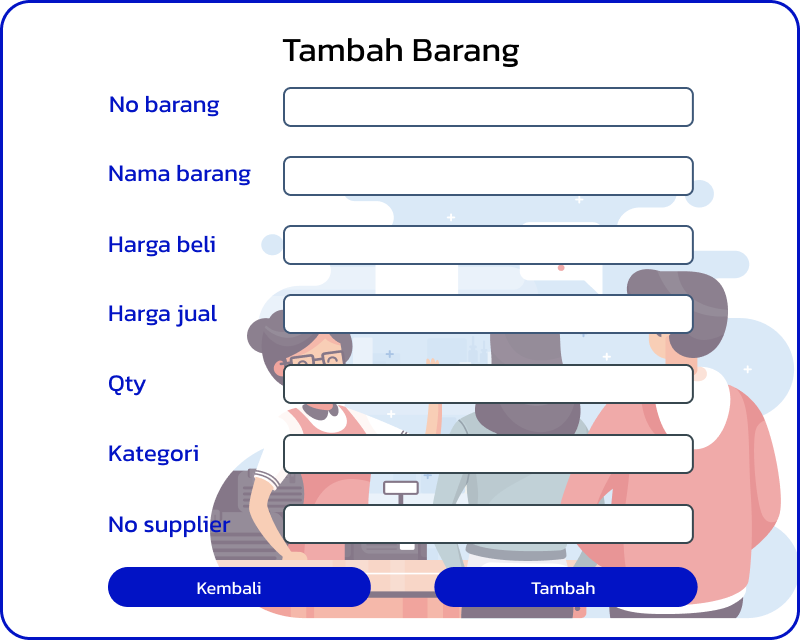 Tambah Barang
No barang
Nama barang
Harga beli
Harga jual
Qty
Kategori
No supplier
Kembali
Tambah